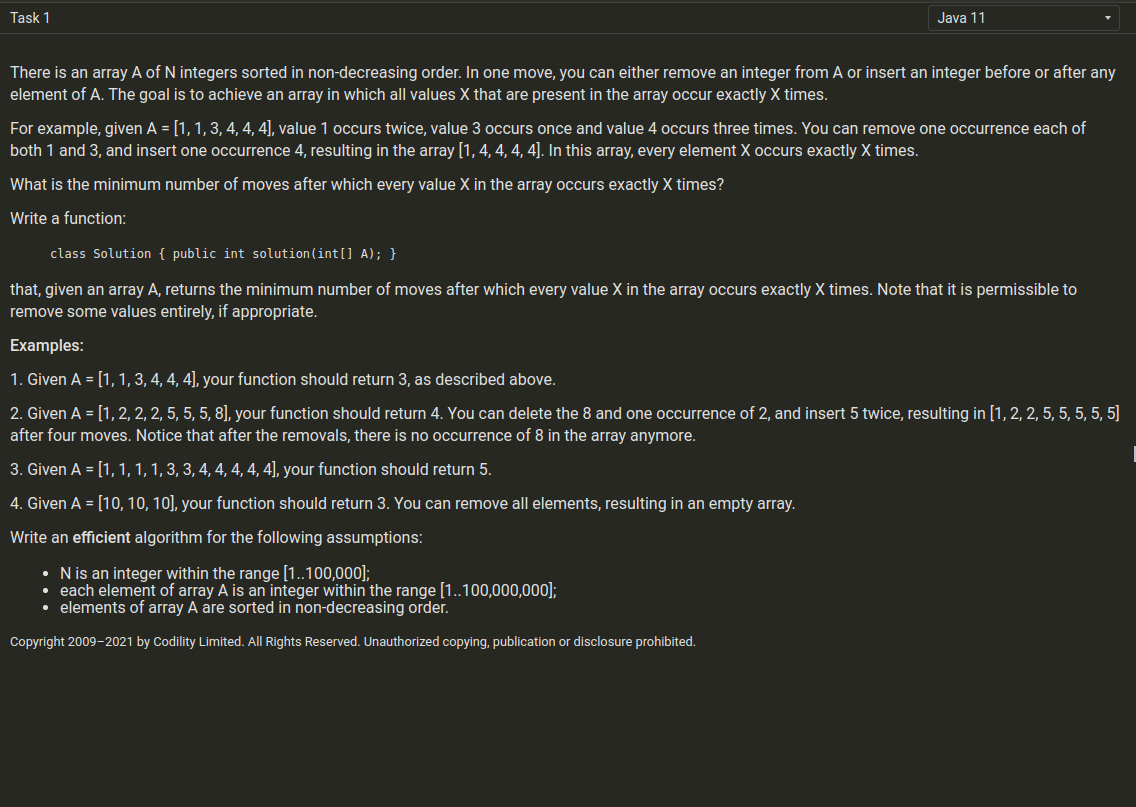 Task 1
Java 11
There is an array A of N integers sorted in non-decreasing order. In one move, you can either remove an integer from A or insert an integer before or after any
element of A. The goal is to achieve an array in which all values X that are present in the array occur exactly X times.
For example, given A = [1, 1, 3, 4, 4, 4], value 1 occurs twice, value 3 occurs once and value 4 occurs three times. You can remove one occurrence each of
both 1 and 3, and insert one occurrence 4, resulting in the array [1, 4, 4, 4, 4]. In this array, every element X occurs exactly X times.
What is the minimum number of moves after which every value X in the array occurs exactly X times?
Write a function:
class Solution { public int solution(int[] A); }
that, given an array A, returns the minimum number of moves after which every value X in the array occurs exactly X times. Note that it is permissible to
remove some values entirely, if appropriate.
Examples:
1. Given A = [1, 1, 3, 4, 4, 4], your function should return 3, as described above.
2. Given A = [1, 2, 2, 2, 5, 5, 5, 8], your function should return 4. You can delete the 8 and one occurrence of 2, and insert 5 twice, resulting in [1, 2, 2, 5, 5, 5, 5, 5]
after four moves. Notice that after the removals, there is no occurrence of 8 in the array anymore.
3. Given A = [1, 1, 1, 1, 3, 3, 4, 4, 4, 4, 4], your function should return 5.
4. Given A = [10, 10, 10], your function should return 3. You can remove all elements, resulting in an empty array.
Write an efficient algorithm for the following assumptions:
• N is an integer within the range [1..100,000];
• each element of array A is an integer within the range [1..100,000,000];
• elements of array A are sorted in non-decreasing order.
Copyright 2009–2021 by Codility Limited. All Rights Reserved. Unauthorized copying, publication or disclosure prohibited.